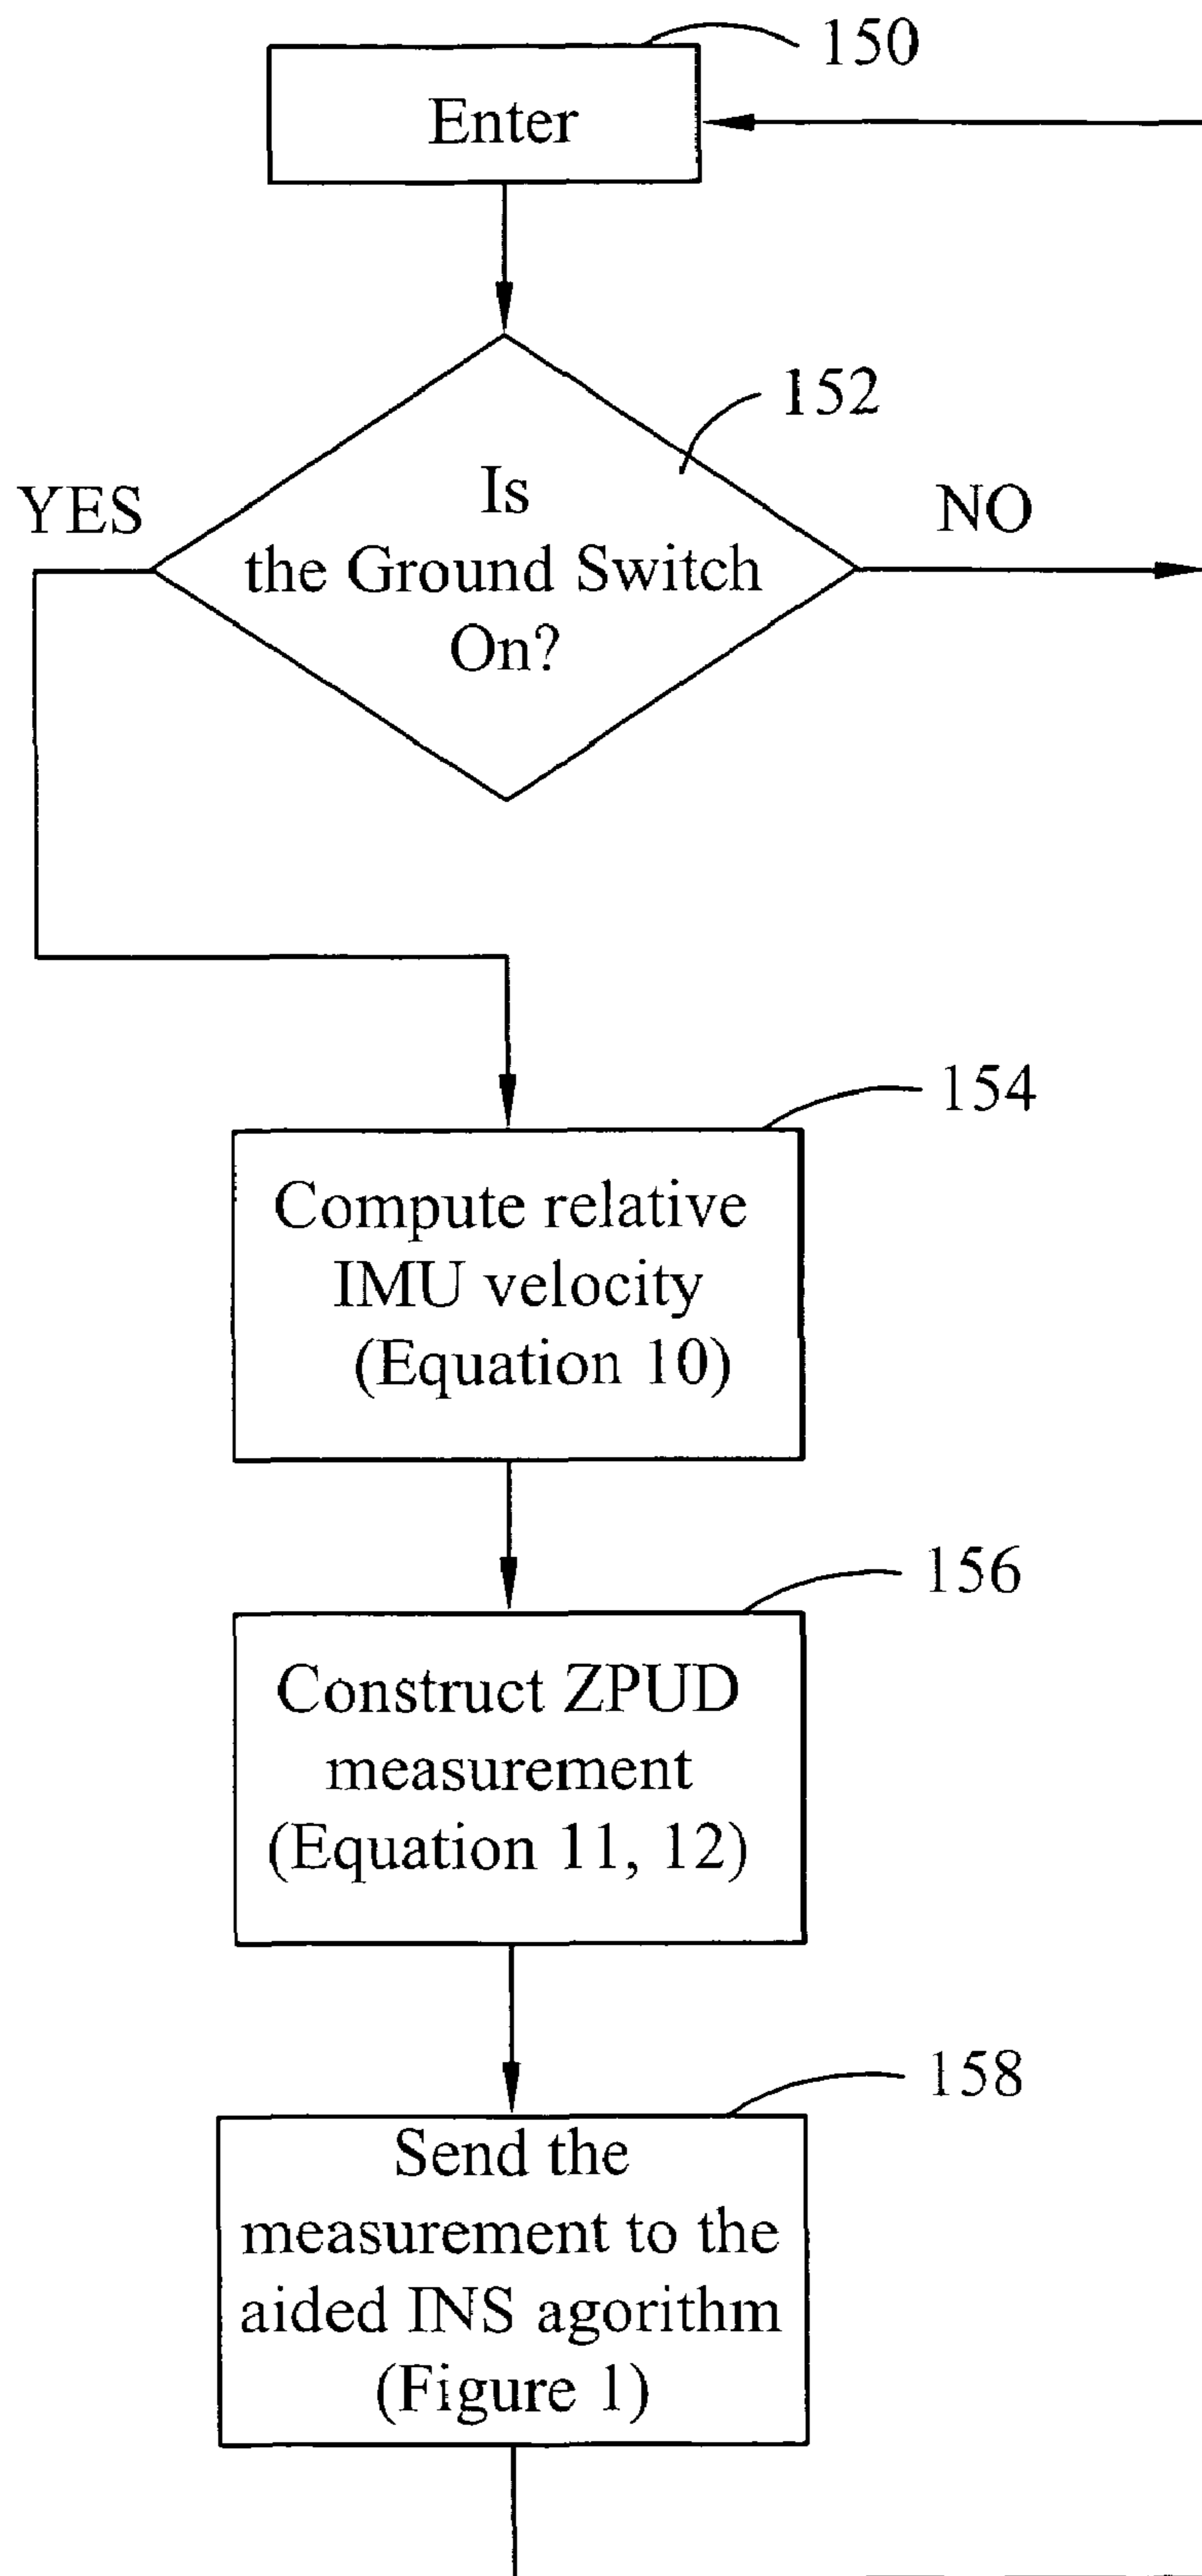 150
Enter
152
YES
Is
the Ground Switch
On?
NO
154
Compute relative
IMU velocity
(Equation 10)
156
Construct ZPUD
measurement
(Equation 11, 12)
158
Send the
measurement to the
aided INS agorithm
(Figure 1)